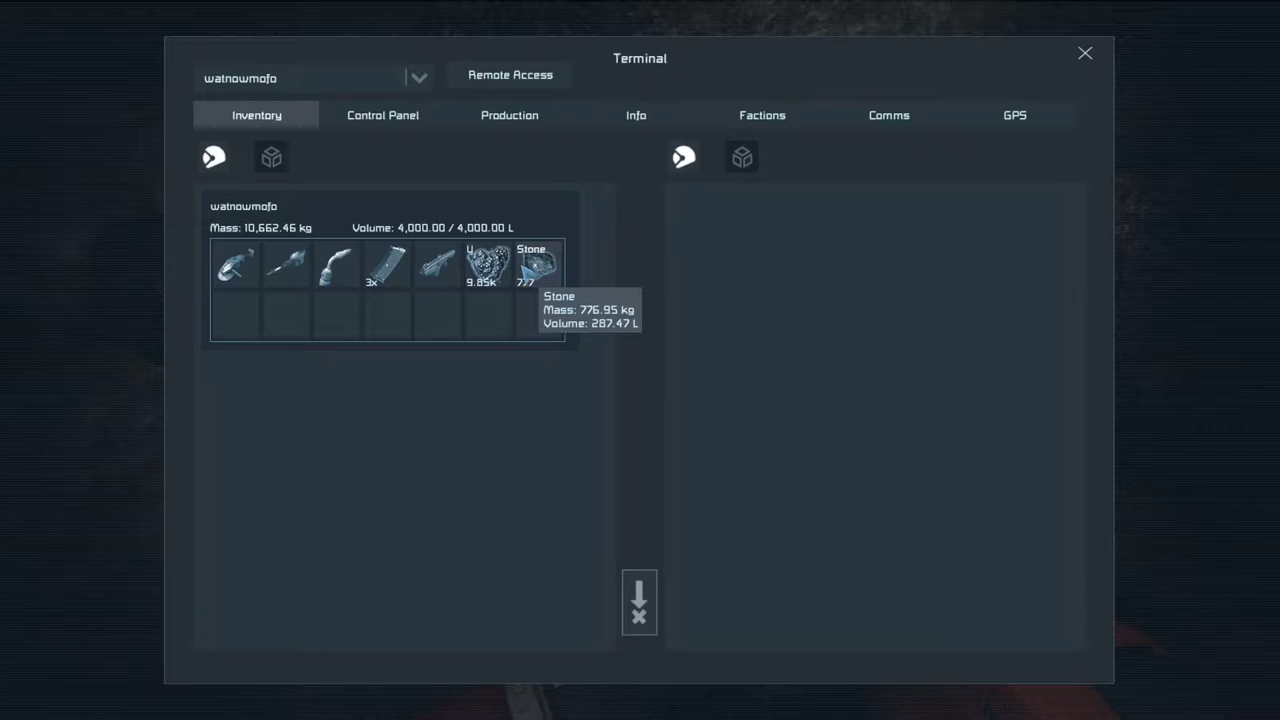 Terminal
watnowmofo
Remote Access
Inventory
Control Panel
Production
Info
Factions
Comms
GPS
watnowmofo
Mass: 10,662.46 kg
Volume: 4,000.00 / 4,000.00 L
U
Stone
3x
9.85k
777
Stone
Mass: 776.95 kg
Volume: 287.47 L